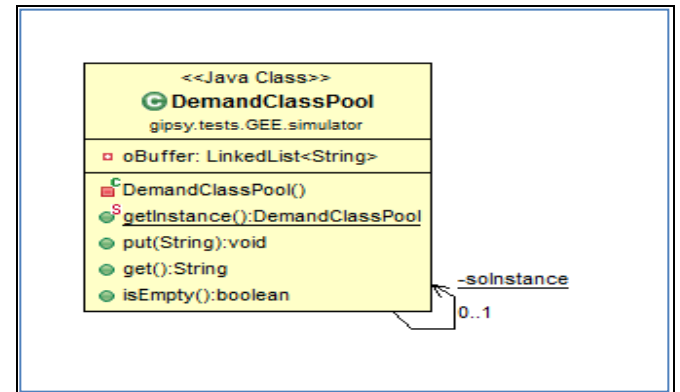 <<Java Class>>
DemandClassPool
gipsy.tests.GEE.simulator
oBuffer: LinkedList<String>
DemandClassPool()
getInstance():DemandClassPool
put(String):void
get():String
isEmpty():boolean
-soInstance
0..1